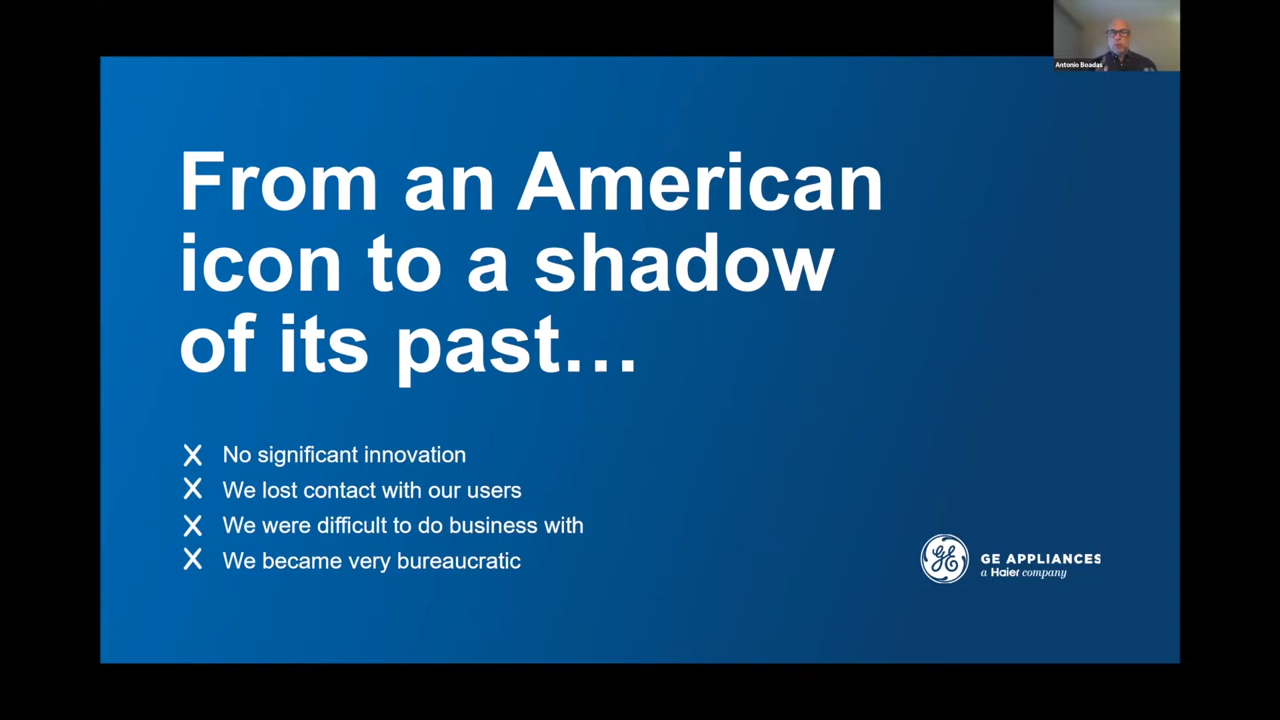 Antonio Boadas
From an American
icon to a shadow
of its past…
X No significant innovation
X We lost contact with our users
X We were difficult to do business with
X We became very bureaucratic
GE
GE APPLIANCES
a Haier company